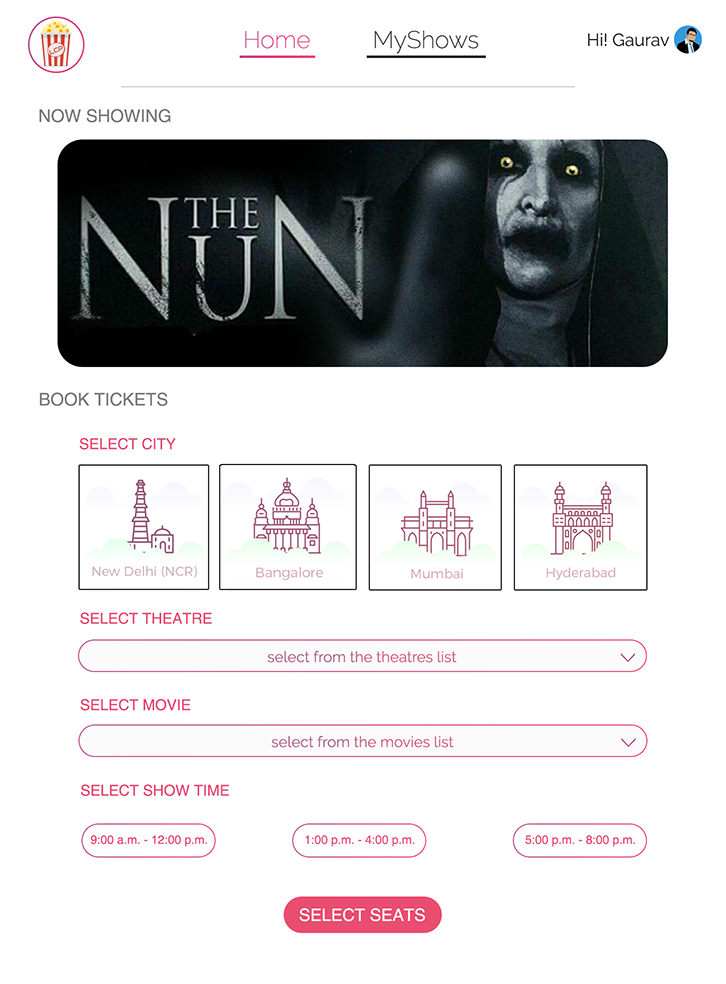 LCP
Home
MyShows
Hi! Gaurav
NOW SHOWING
THE
NUN
BOOK TICKETS
SELECT CITY
New Delhi (NCR)
Bangalore
Mumbai
Hyderabad
SELECT THEATRE
select from the theatres list
SELECT MOVIE
select from the movies list
SELECT SHOW TIME
9:00 a.m. - 12:00 p.m.
1:00 p.m. - 4:00 p.m.
5:00 p.m. - 8:00 p.m.
SELECT SEATS